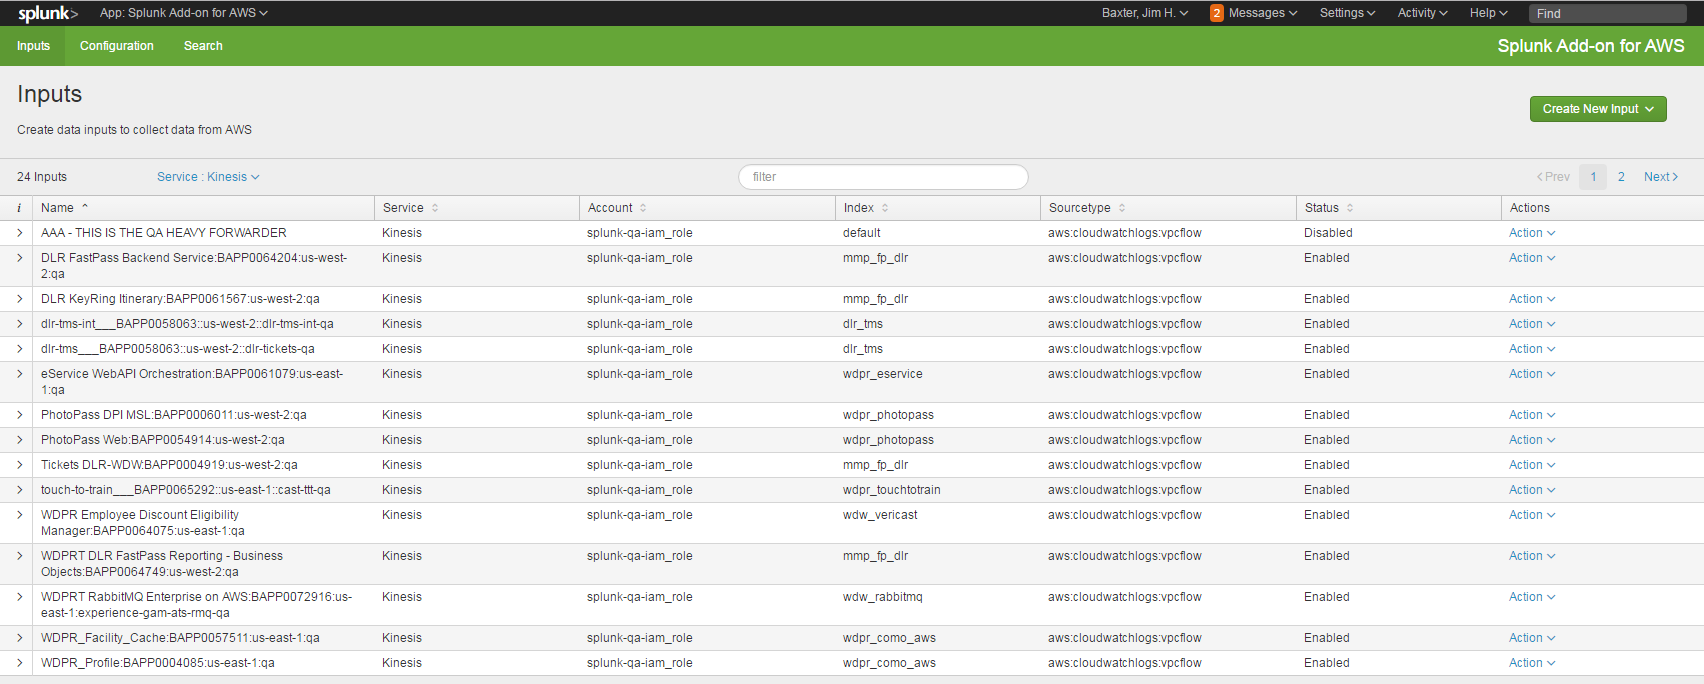 splunk> App: Splunk Add-on for AWS Baxter, Jim H. 2 Messages Settings Activity Help Find
Inputs Configuration Search Splunk Add-on for AWS
Inputs
Create New Input
Create data inputs to collect data from AWS
24 Inputs Service : Kinesis filter Prev 1 2 Next
i Name Service Account Index Sourcetype Status Actions
AAA - THIS IS THE QA HEAVY FORWARDER Kinesis splunk-qa-iam_role default aws:cloudwatchlogs:vpcflow Disabled Action
DLR FastPass Backend Service:BAPP0064204:us-west- Kinesis splunk-qa-iam_role mmp_fp_dlr aws:cloudwatchlogs:vpcflow Enabled Action
2:qa
DLR KeyRing Itinerary:BAPP0061567:us-west-2:qa Kinesis splunk-qa-iam_role mmp_fp_dlr aws:cloudwatchlogs:vpcflow Enabled Action
dlr-tms-int___BAPP0058063::us-west-2::dlr-tms-int-qa Kinesis splunk-qa-iam_role dlr_tms aws:cloudwatchlogs:vpcflow Enabled Action
dlr-tms___BAPP0058063::us-west-2::dlr-tickets-qa Kinesis splunk-qa-iam_role dlr_tms aws:cloudwatchlogs:vpcflow Enabled Action
eService WebAPI Orchestration:BAPP0061079:us-east- Kinesis splunk-qa-iam_role wdpr_eservice aws:cloudwatchlogs:vpcflow Enabled Action
1:qa
PhotoPass DPI MSL:BAPP0006011:us-west-2:qa Kinesis splunk-qa-iam_role wdpr_photopass aws:cloudwatchlogs:vpcflow Enabled Action
PhotoPass Web:BAPP0054914:us-west-2:qa Kinesis splunk-qa-iam_role wdpr_photopass aws:cloudwatchlogs:vpcflow Enabled Action
Tickets DLR-WDW:BAPP0004919:us-west-2:qa Kinesis splunk-qa-iam_role mmp_fp_dlr aws:cloudwatchlogs:vpcflow Enabled Action
touch-to-train___BAPP0065292::us-east-1::cast-ttt-qa Kinesis splunk-qa-iam_role wdpr_touchtotrain aws:cloudwatchlogs:vpcflow Enabled Action
WDPR Employee Discount Eligibility Kinesis splunk-qa-iam_role wdw_vericast aws:cloudwatchlogs:vpcflow Enabled Action
Manager:BAPP0064075:us-east-1:qa
WDPRT DLR FastPass Reporting - Business Kinesis splunk-qa-iam_role mmp_fp_dlr aws:cloudwatchlogs:vpcflow Enabled Action
Objects:BAPP0064749:us-west-2:qa
WDPRT RabbitMQ Enterprise on AWS:BAPP0072916:us- Kinesis splunk-qa-iam_role wdw_rabbitmq aws:cloudwatchlogs:vpcflow Enabled Action
east-1:experience-gam-ats-rmq-qa
WDPR_Facility_Cache:BAPP0057511:us-east-1:qa Kinesis splunk-qa-iam_role wdpr_como_aws aws:cloudwatchlogs:vpcflow Enabled Action
WDPR_Profile:BAPP0004085:us-east-1:qa Kinesis splunk-qa-iam_role wdpr_como_aws aws:cloudwatchlogs:vpcflow Enabled Action